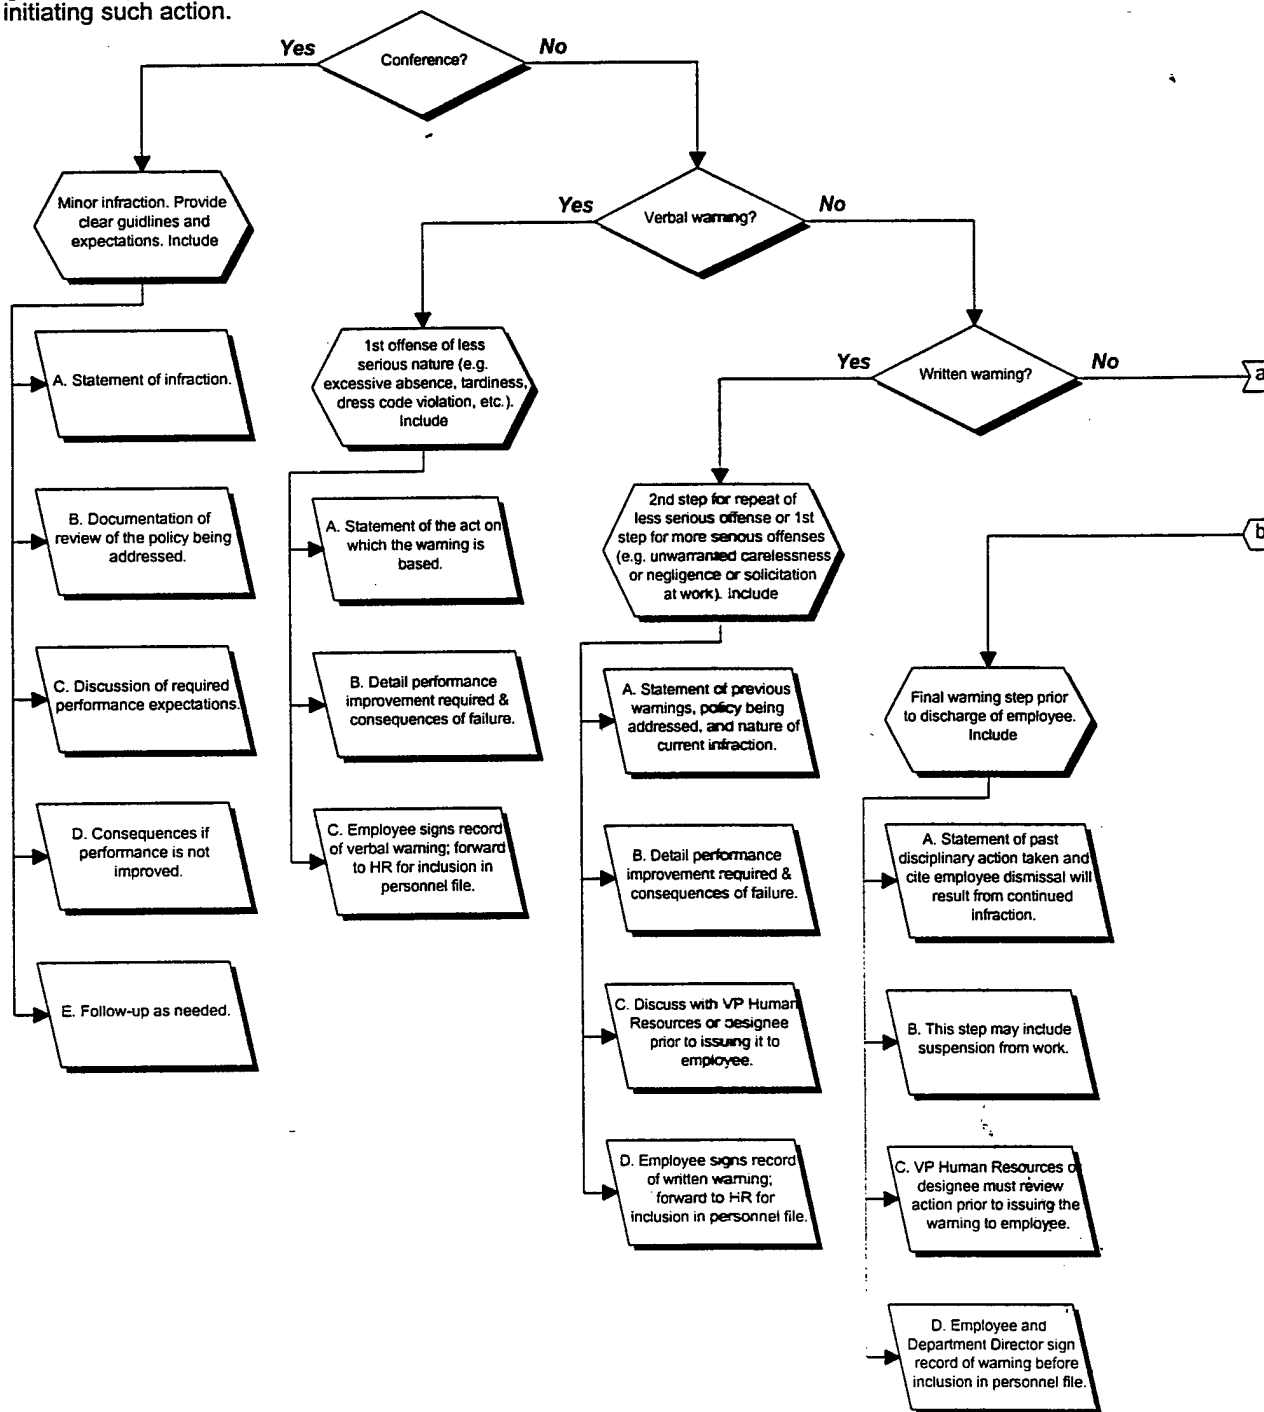 initiating such action.
Yes
Conference?
No
Minor infraction. Provide
clear guidlines and
expectations. Include
A. Statement of infraction.
B. Documentation of
review of the policy being
addressed.
C. Discussion of required
performance expectations.
D. Consequences if
performance is not
improved.
E. Follow-up as needed.
Yes
Verbal warning?
No
1st offense of less
serious nature (e.g.
excessive absence, tardiness,
dress code violation, etc.).
Include
A. Statement of the act on
which the warning is
based.
B. Detail performance
improvement required &
consequences of failure.
C. Employee signs record
of verbal warning; forward
to HR for inclusion in
personnel file.
Yes
Written warning?
No
a
2nd step for repeat of
less serious offense or 1st
step for more serious offenses
(e.g. unwarranted carelessness
or negligence or solicitation
at work). Include
A. Statement of previous
warnings, policy being
addressed, and nature of
current infraction.
B. Detail performance
improvement required &
consequences of failure.
C. Discuss with VP Human
Resources or designee
prior to issuing it to
employee.
D. Employee signs record
of written warning;
forward to HR for
inclusion in personnel file.
b
Final warning step prior
to discharge of employee.
Include
A. Statement of past
disciplinary action taken and
cite employee dismissal will
result from continued
infraction.
B. This step may include
suspension from work.
C. VP Human Resources o
designee must review
action prior to issuing the
warning to employee.
D. Employee and
Department Director sign
record of warning before
inclusion in personnel file.